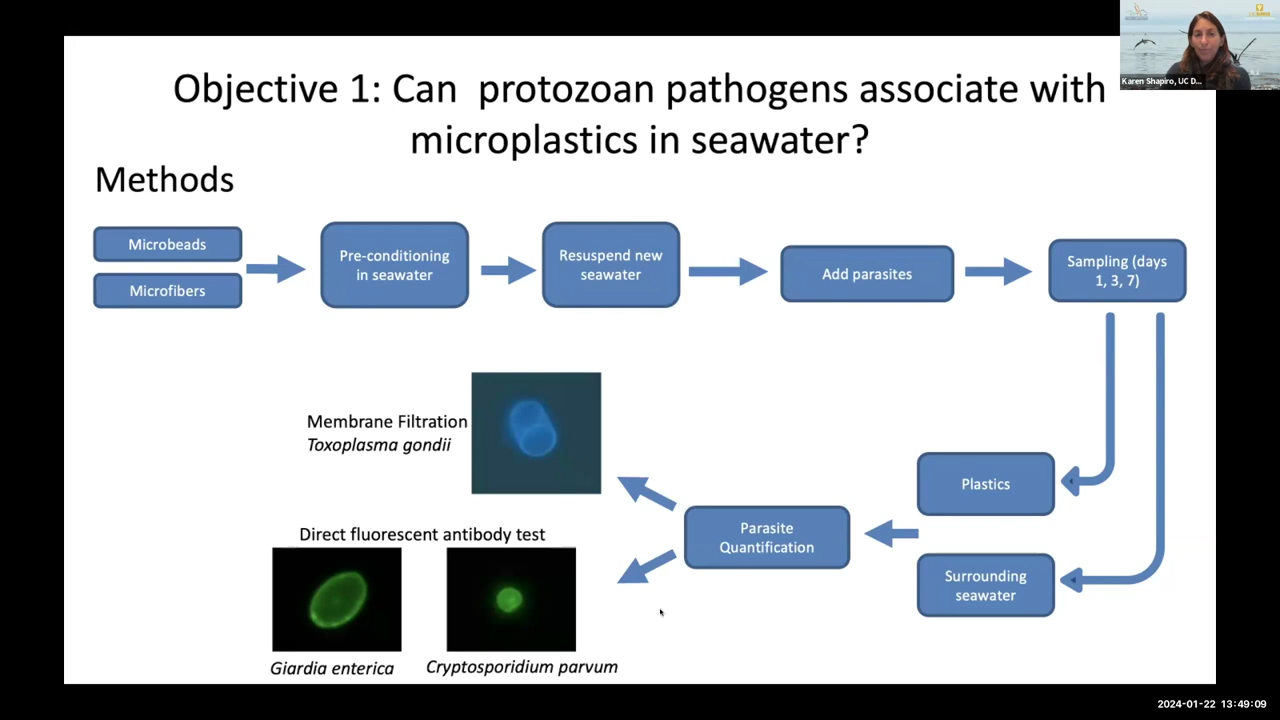 Karen Shapiro, UC D...
Objective 1: Can protozoan pathogens associate with
microplastics in seawater?
Methods
Microbeads
Microfibers
Pre-conditioning
in seawater
Resuspend new
seawater
Add parasites
Sampling (days
1, 3, 7)
Membrane Filtration
Toxoplasma gondii
Plastics
Parasite
Quantification
Direct fluorescent antibody test
Surrounding
seawater
Giardia enterica
Cryptosporidium parvum
2024-01-22 13:49:09